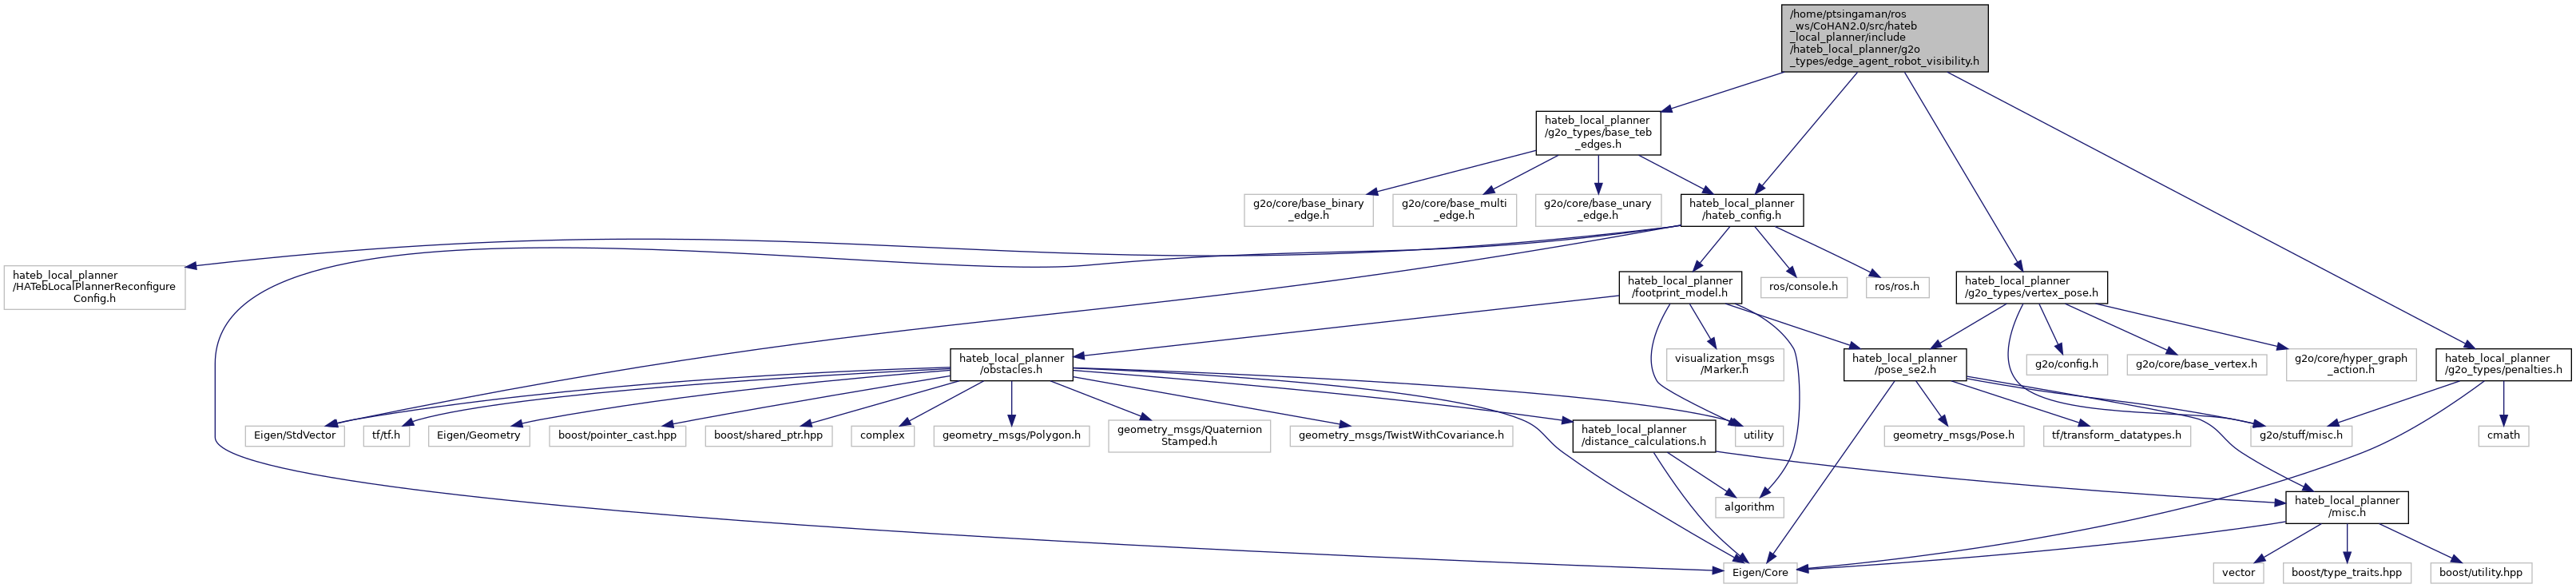 /home/ptsingaman/ros
_ws/CoHAN2.0/src/hateb
_local_planner/include
/hateb_local_planner/g2o
_types/edge_agent_robot_visibility.h
hateb_local_planner
/g2o_types/base_teb
_edges.h
g2o/core/base_binary
_edge.h
g2o/core/base_multi
_edge.h
g2o/core/base_unary
_edge.h
hateb_local_planner
/hateb_config.h
hateb_local_planner
/HATebLocalPlannerReconfigure
Config.h
hateb_local_planner
/footprint_model.h
ros/console.h
ros/ros.h
hateb_local_planner
/g2o_types/vertex_pose.h
hateb_local_planner
/obstacles.h
visualization_msgs
/Marker.h
hateb_local_planner
/pose_se2.h
g2o/config.h
g2o/core/base_vertex.h
g2o/core/hyper_graph
_action.h
hateb_local_planner
/g2o_types/penalties.h
Eigen/StdVector
tf/tf.h
Eigen/Geometry
boost/pointer_cast.hpp
boost/shared_ptr.hpp
complex
geometry_msgs/Polygon.h
geometry_msgs/Quaternion
Stamped.h
geometry_msgs/TwistWithCovariance.h
hateb_local_planner
/distance_calculations.h
utility
geometry_msgs/Pose.h
tf/transform_datatypes.h
g2o/stuff/misc.h
cmath
algorithm
hateb_local_planner
/misc.h
Eigen/Core
vector
boost/type_traits.hpp
boost/utility.hpp